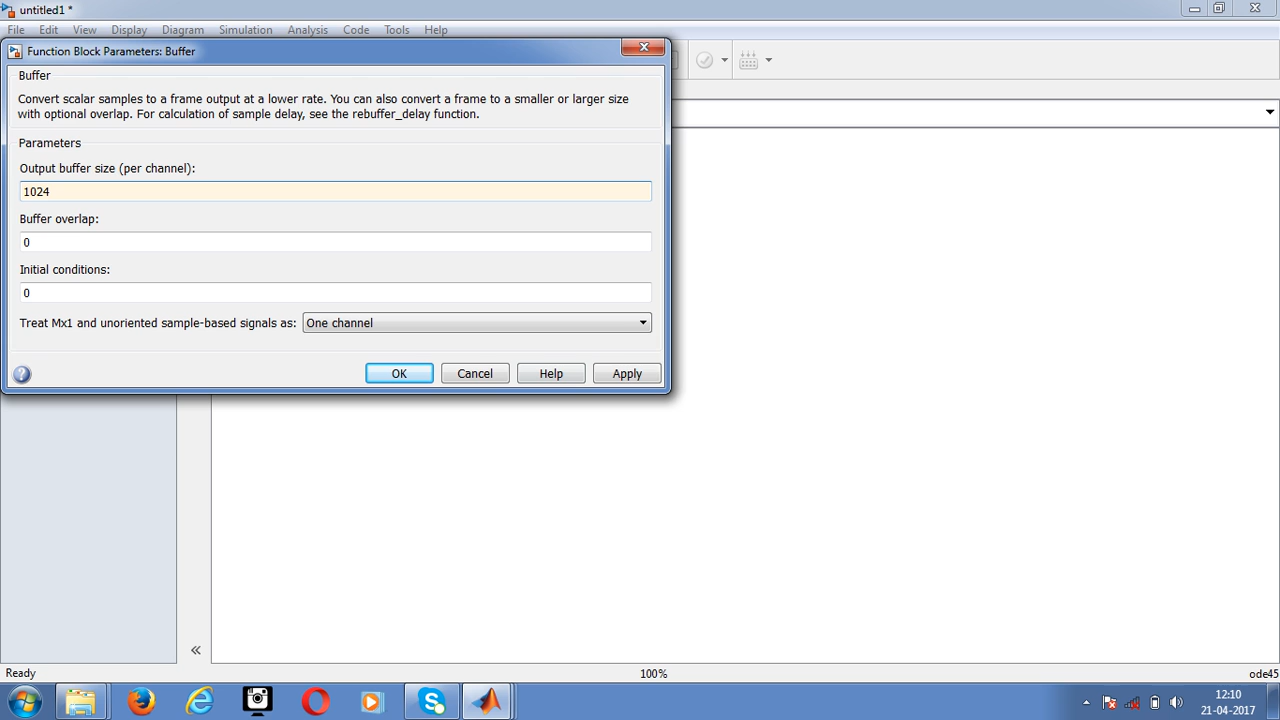 untitled1 *
File Edit View Display Diagram Simulation Analysis Code Tools Help
Function Block Parameters: Buffer
Buffer
Convert scalar samples to a frame output at a lower rate. You can also convert a frame to a smaller or larger size
with optional overlap. For calculation of sample delay, see the rebuffer_delay function.
Parameters
Output buffer size (per channel):
1024
Buffer overlap:
0
Initial conditions:
0
Treat Mx1 and unoriented sample-based signals as: One channel
OK Cancel Help Apply
Ready 100% ode45
12:10
21-04-2017